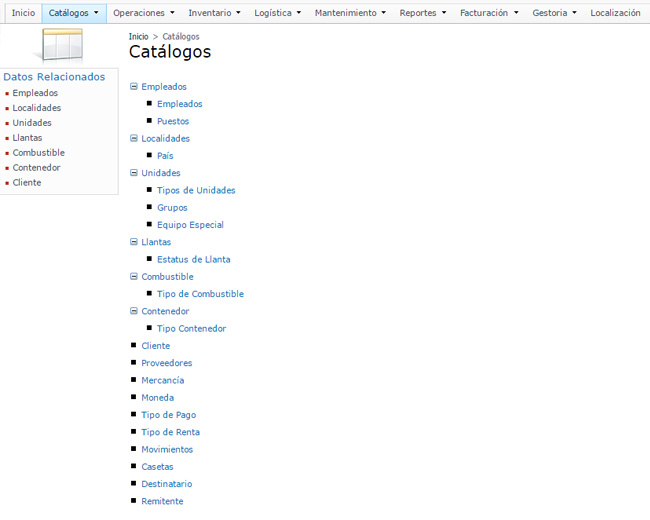 Inicio Catálogos Operaciones Inventario Logística Mantenimiento Reportes Facturación Gestoria Localización
Inicio > Catálogos
Catálogos
Datos Relacionados
Empleados
Localidades
Unidades
Llantas
Combustible
Contenedor
Cliente
Empleados
Empleados
Puestos
Localidades
País
Unidades
Tipos de Unidades
Grupos
Equipo Especial
Llantas
Estatus de Llanta
Combustible
Tipo de Combustible
Contenedor
Tipo Contenedor
Cliente
Proveedores
Mercancía
Moneda
Tipo de Pago
Tipo de Renta
Movimientos
Casetas
Destinatario
Remitente